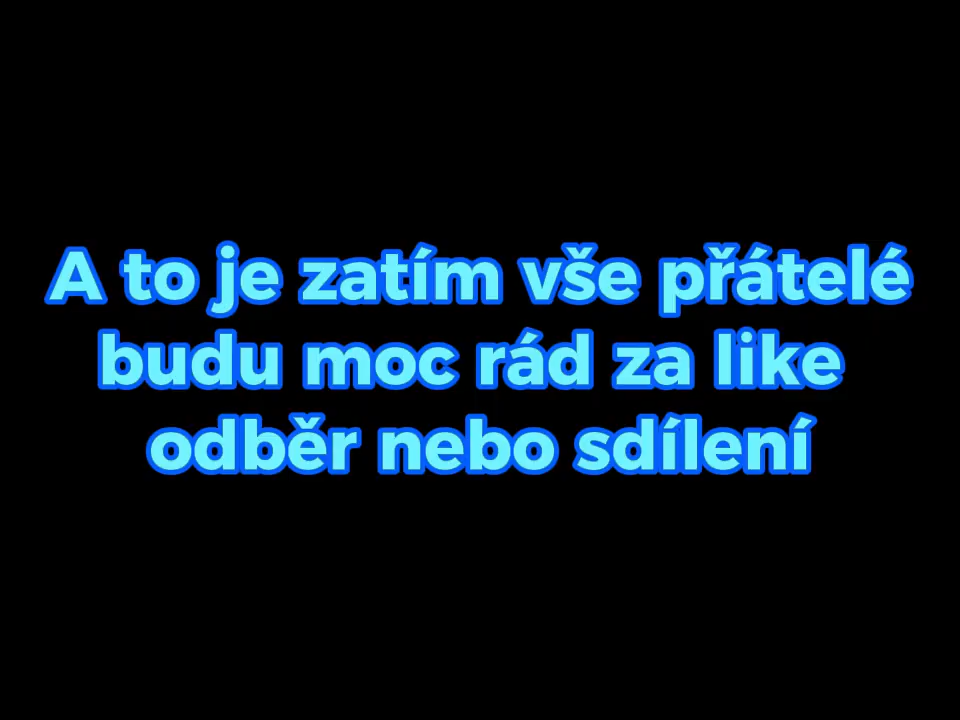 A to je zatím vše přátelé
budu moc rád za like
odběr nebo sdílení